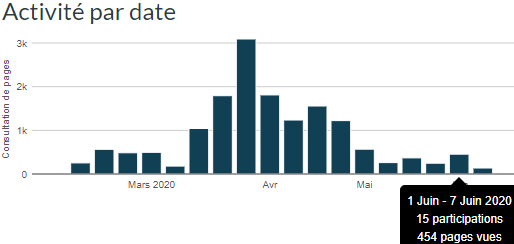 Activité par date
Consultation de pages
3k
2k
1k
0
Mars 2020
Avr
Mai
1 Juin - 7 Juin 2020
15 participations
454 pages vues